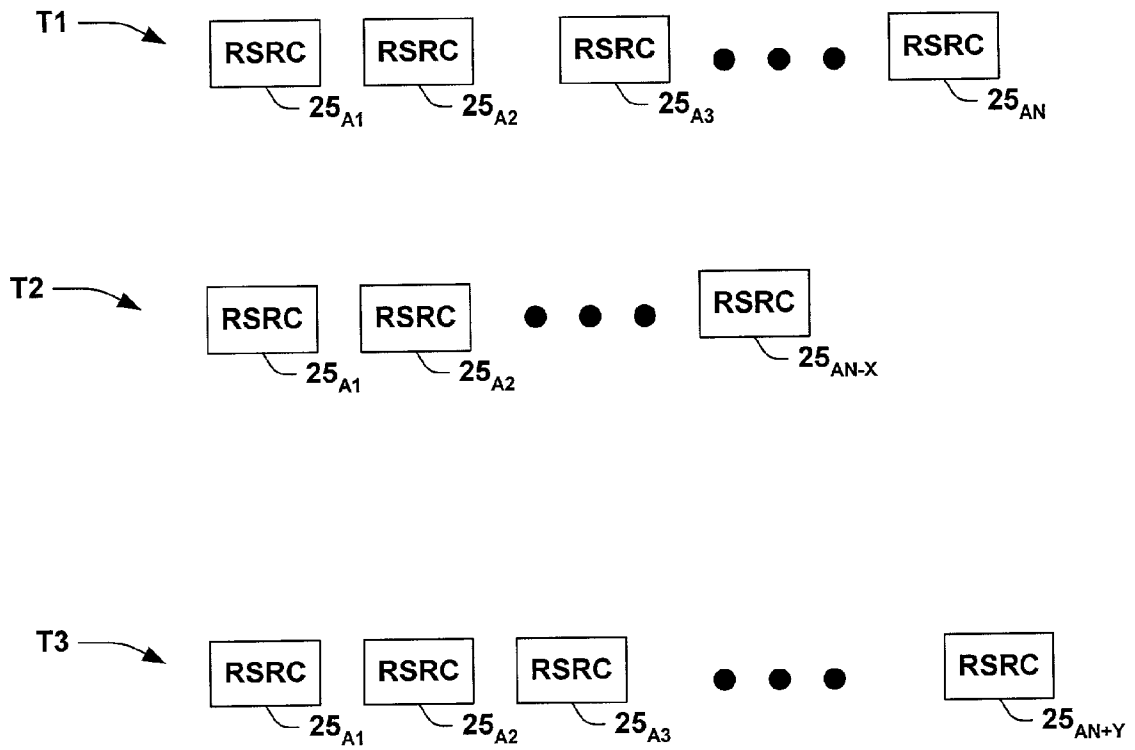 T1 RSRC RSRC RSRC RSRC
25A1 25A2 25A3 25AN
T2 RSRC RSRC RSRC
25A1 25A2 25AN-X
T3 RSRC RSRC RSRC RSRC
25A1 25A2 25A3 25AN+Y